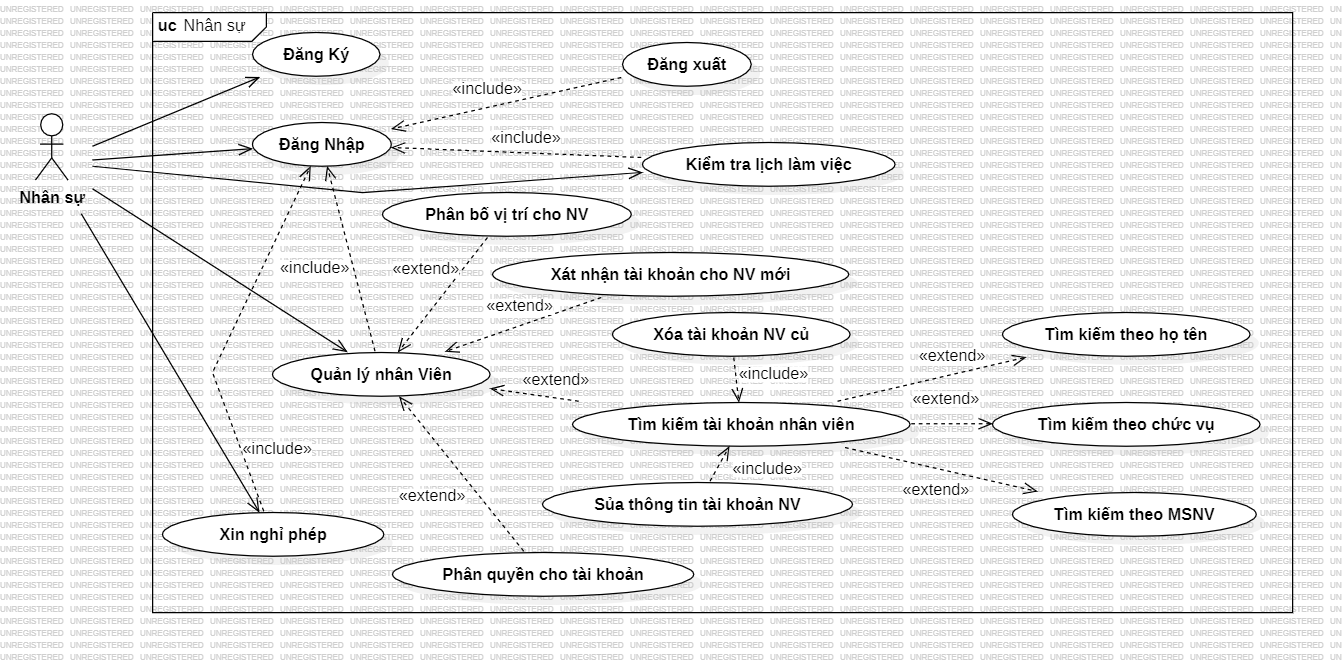 uc Nhân sự
Đăng Ký
Đăng xuất
«include»
Đăng Nhập
«include»
Kiểm tra lịch làm việc
Nhân sự
Phân bố vị trí cho NV
«include»
«extend»
Xát nhận tài khoản cho NV mới
«extend»
Xóa tài khoản NV củ
Tìm kiếm theo họ tên
«extend»
Quản lý nhân Viên
«extend»
«include»
«extend»
Tìm kiếm tài khoản nhân viên
Tìm kiếm theo chức vụ
«include»
«include»
«extend»
«extend»
Sủa thông tin tài khoản NV
Tìm kiếm theo MSNV
Xin nghỉ phép
Phân quyền cho tài khoản
UNREGISTERED